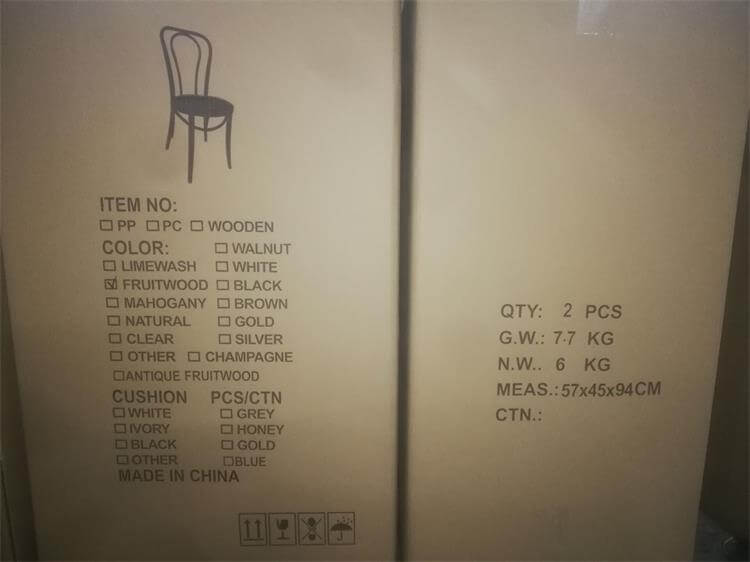 ITEM NO:
☐ PP ☐ PC ☐ WOODEN
COLOR: ☐ WALNUT
☐ LIMEWASH ☐ WHITE
☑ FRUITWOOD ☐ BLACK
☐ MAHOGANY ☐ BROWN
☐ NATURAL ☐ GOLD
☐ CLEAR ☐ SILVER
☐ OTHER ☐ CHAMPAGNE
☐ ANTIQUE FRUITWOOD
CUSHION PCS/CTN
☐ WHITE ☐ GREY
☐ IVORY ☐ HONEY
☐ BLACK ☐ GOLD
☐ OTHER ☐ BLUE
MADE IN CHINA
QTY: 2 PCS
G.W.: 7.7 KG
N.W.. 6 KG
MEAS.: 57x45x94CM
CTN.: